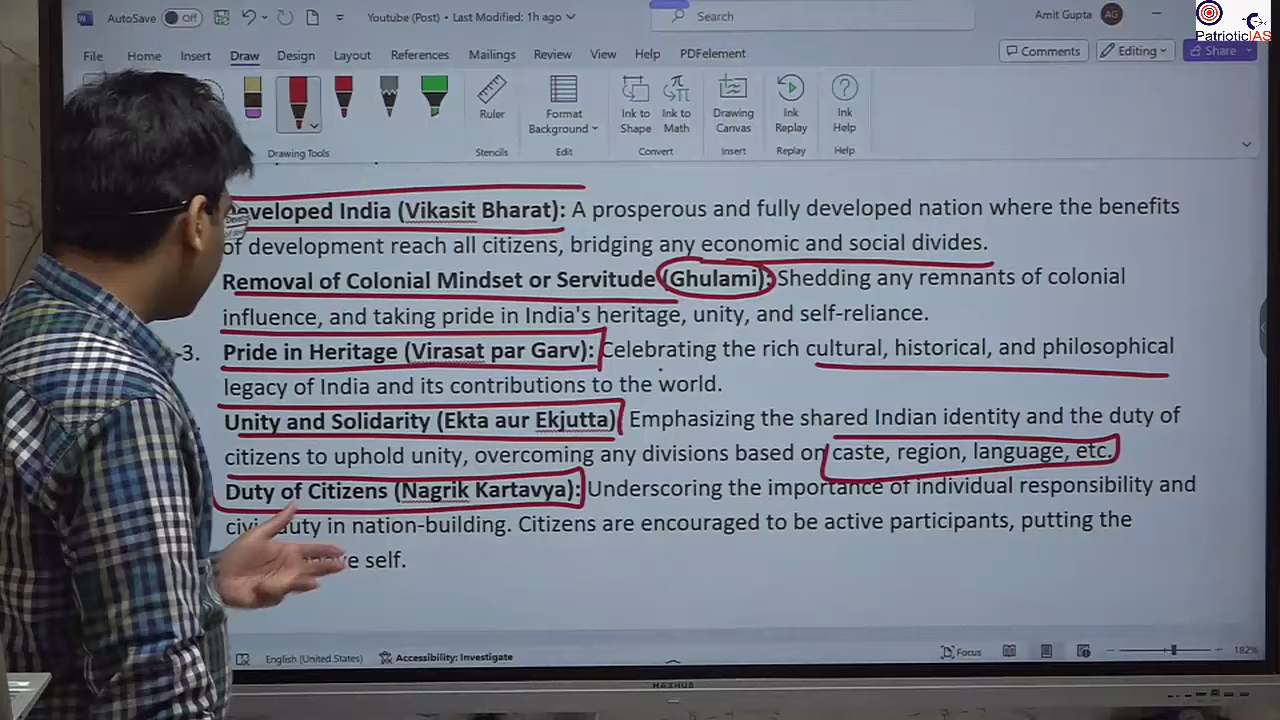 AutoSave Off Youtube (Post) • Last Modified: 1h ago Search Amit Gupta AG
PatrioticIAS
File Home Insert Draw Design Layout References Mailings Review View Help PDFelement Comments Editing Share
Ruler Format Background Ink to Shape Ink to Math Drawing Canvas Ink Replay Ink Help
Drawing Tools Stencils Edit Convert Insert Replay Help
Developed India (Vikasit Bharat): A prosperous and fully developed nation where the benefits
of development reach all citizens, bridging any economic and social divides.
Removal of Colonial Mindset or Servitude (Ghulami): Shedding any remnants of colonial
influence, and taking pride in India's heritage, unity, and self-reliance.
3. Pride in Heritage (Virasat par Garv): Celebrating the rich cultural, historical, and philosophical
legacy of India and its contributions to the world.
Unity and Solidarity (Ekta aur Ekjutta) Emphasizing the shared Indian identity and the duty of
citizens to uphold unity, overcoming any divisions based on caste, region, language, etc.
Duty of Citizens (Nagrik Kartavya): Underscoring the importance of individual responsibility and
civic duty in nation-building. Citizens are encouraged to be active participants, putting the
self.
English (United States) Accessibility: Investigate Focus 182%
MAXHUB